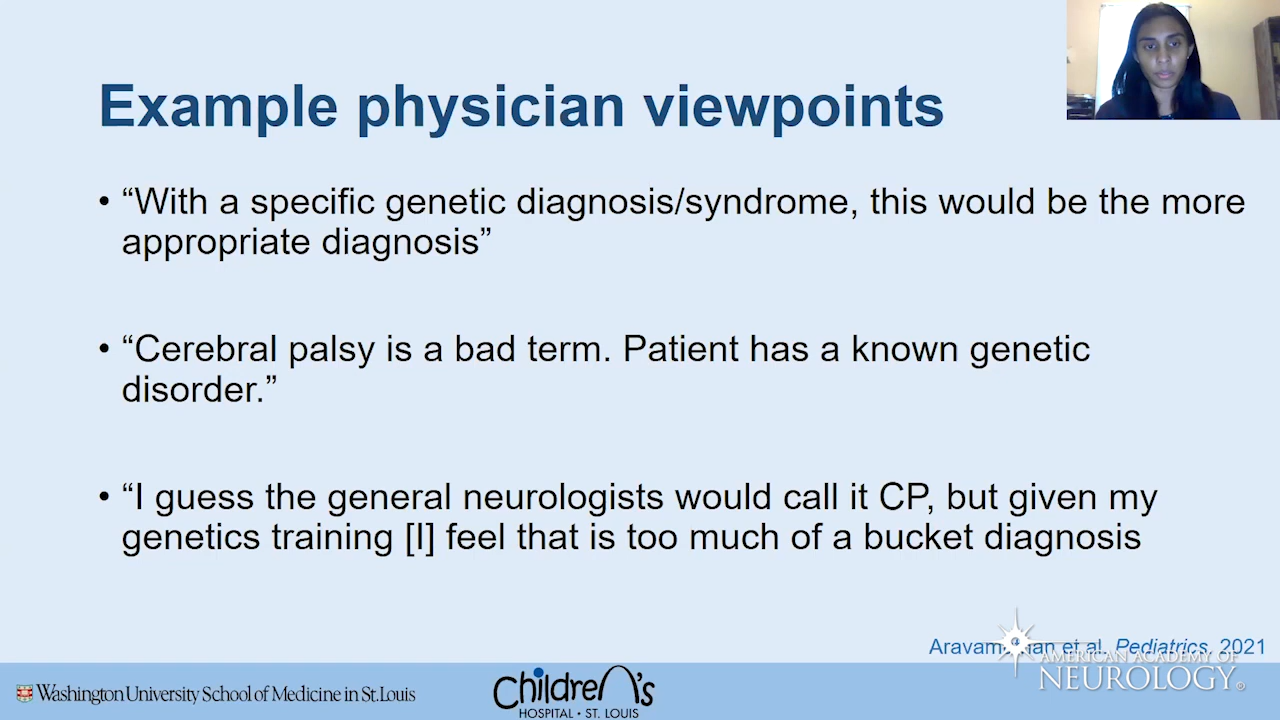 Example physician viewpoints
• “With a specific genetic diagnosis/syndrome, this would be the more
appropriate diagnosis”
• “Cerebral palsy is a bad term. Patient has a known genetic
disorder.”
• “I guess the general neurologists would call it CP, but given my
genetics training [I] feel that is too much of a bucket diagnosis
et al. Pediatrics, 2021
AMERICAN ACADEMY OF
NEUROLOGY®
Washington University School of Medicine in St. Louis
ChildreN's
HOSPITAL • ST. LOUIS